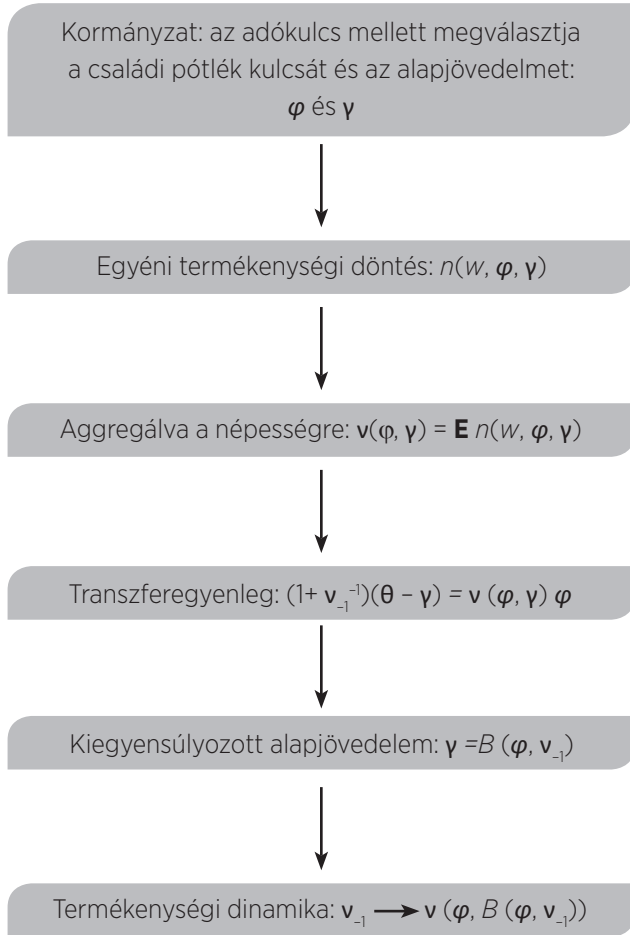 Kormányzat: az adókulcs mellett megválasztja
a családi pótlék kulcsát és az alapjövedelmet:
φ és γ
Egyéni termékenységi döntés: n(w, φ, γ)
Aggregálva a népességre: ν(φ, γ) = E n(w, φ, γ)
Transzferegyenleg: (1+ ν₋₁⁻¹)(θ – γ) = ν (φ, γ) φ
Kiegyensúlyozott alapjövedelem: γ =B (φ, ν₋₁)
Termékenységi dinamika: ν₋₁ ⟶ ν (φ, B (φ, ν₋₁))